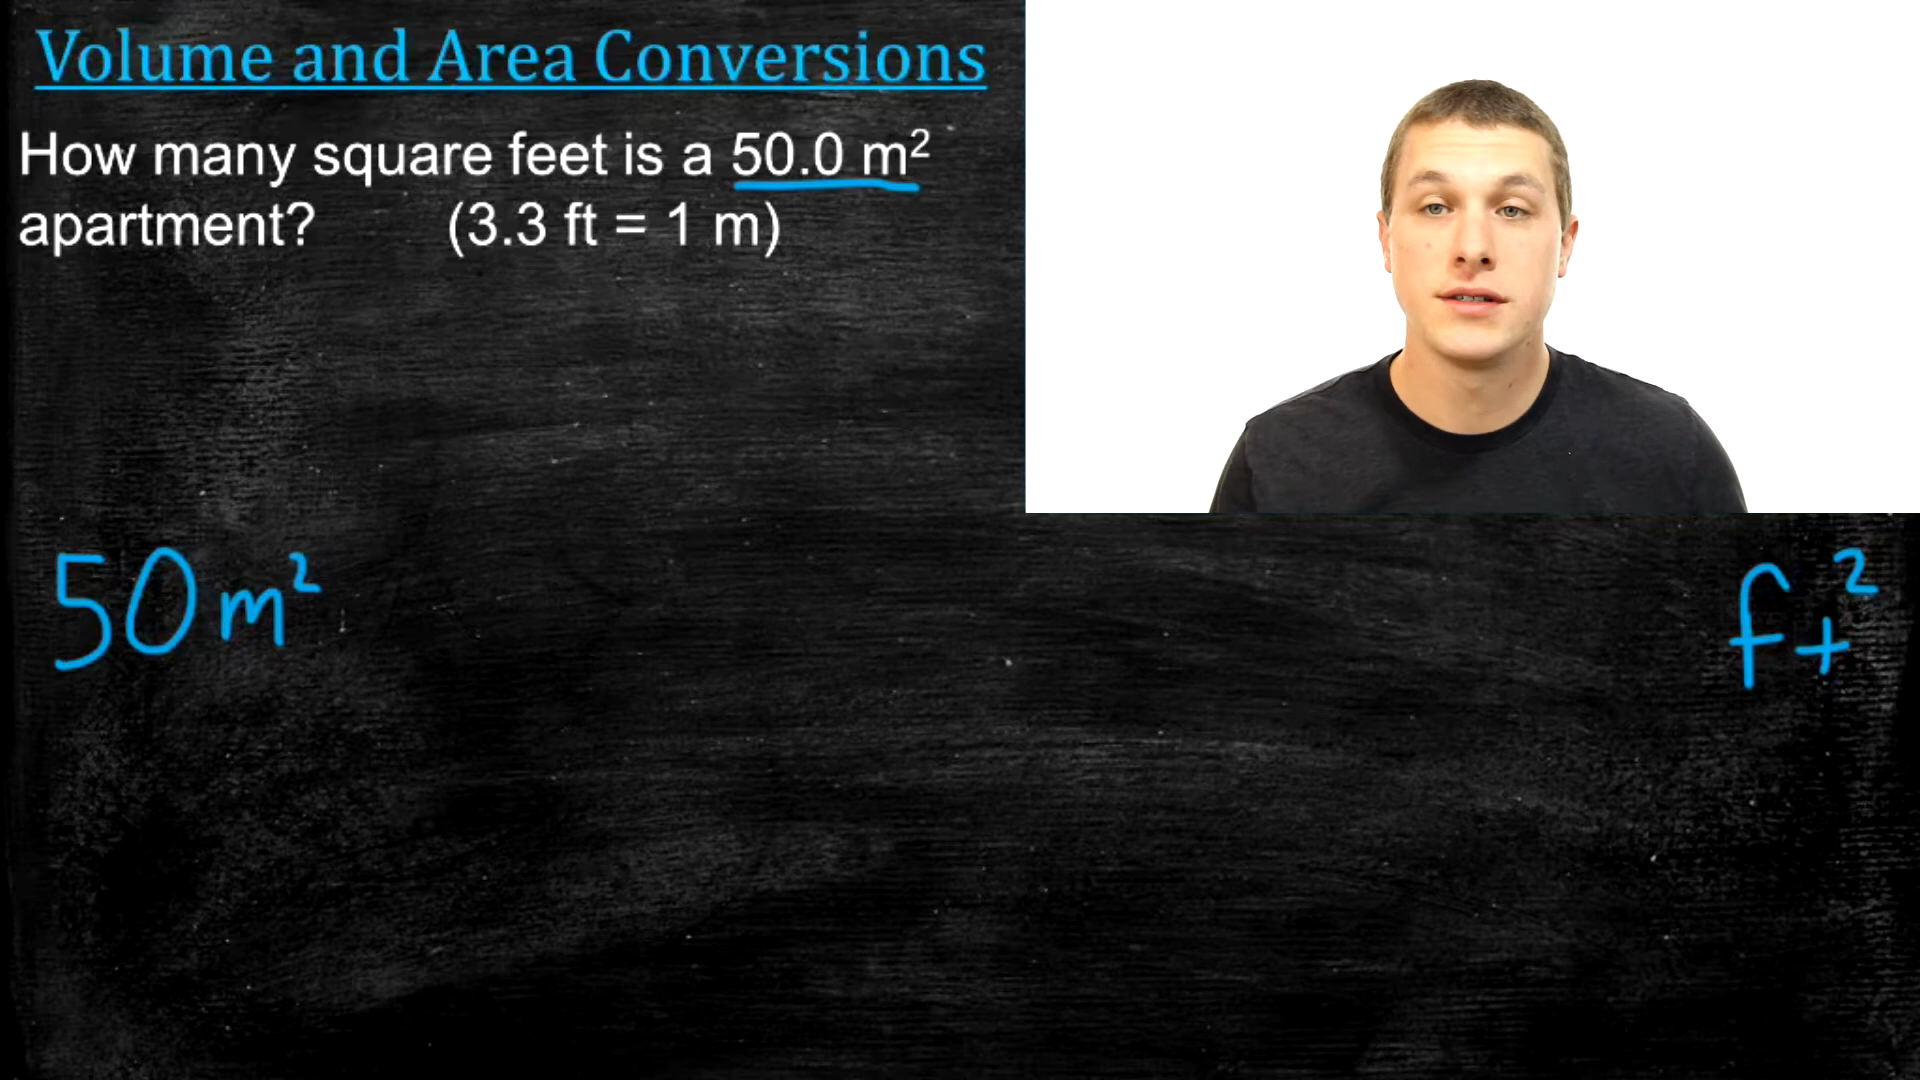 Volume and Area Conversions
How many square feet is a 50.0 m²
apartment? (3.3 ft = 1 m)
50 m² ft²